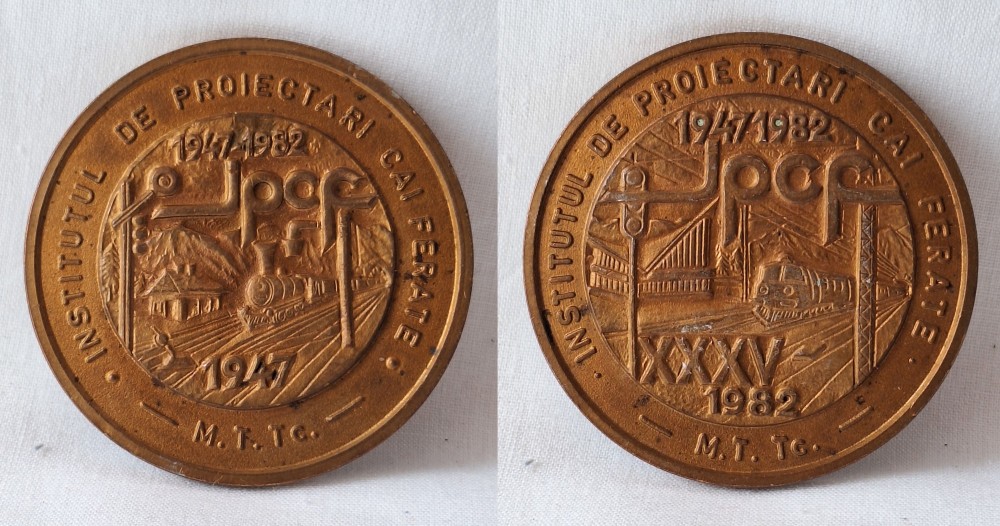 INSTITUTUL DE PROIECTARI CAI FERATE
1947-1982
ipcf
1947
M.T.Tc.
INSTITUTUL DE PROIECTARI CAI FERATE
1947-1982
ipcf
XXXV
1982
M.T.Tc.